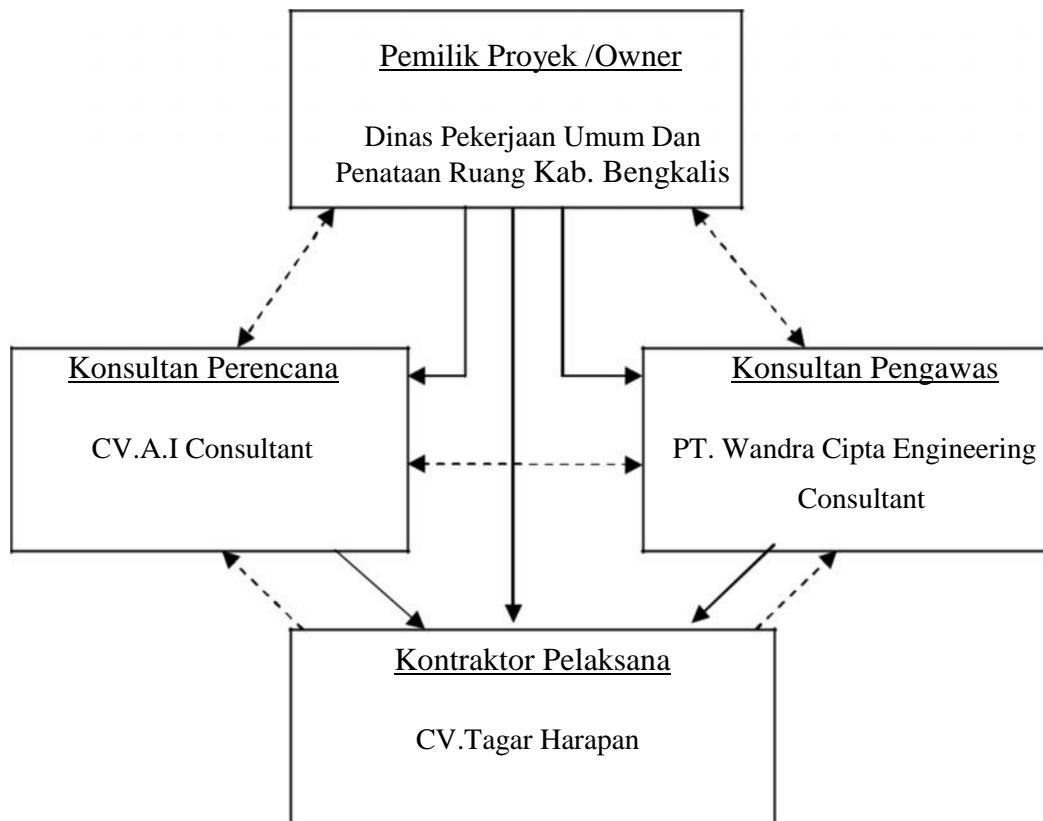 Pemilik Proyek /Owner
Dinas Pekerjaan Umum Dan
Penataan Ruang Kab. Bengkalis
Konsultan Perencana
CV.A.I Consultant
Konsultan Pengawas
PT. Wandra Cipta Engineering
Consultant
Kontraktor Pelaksana
CV.Tagar Harapan